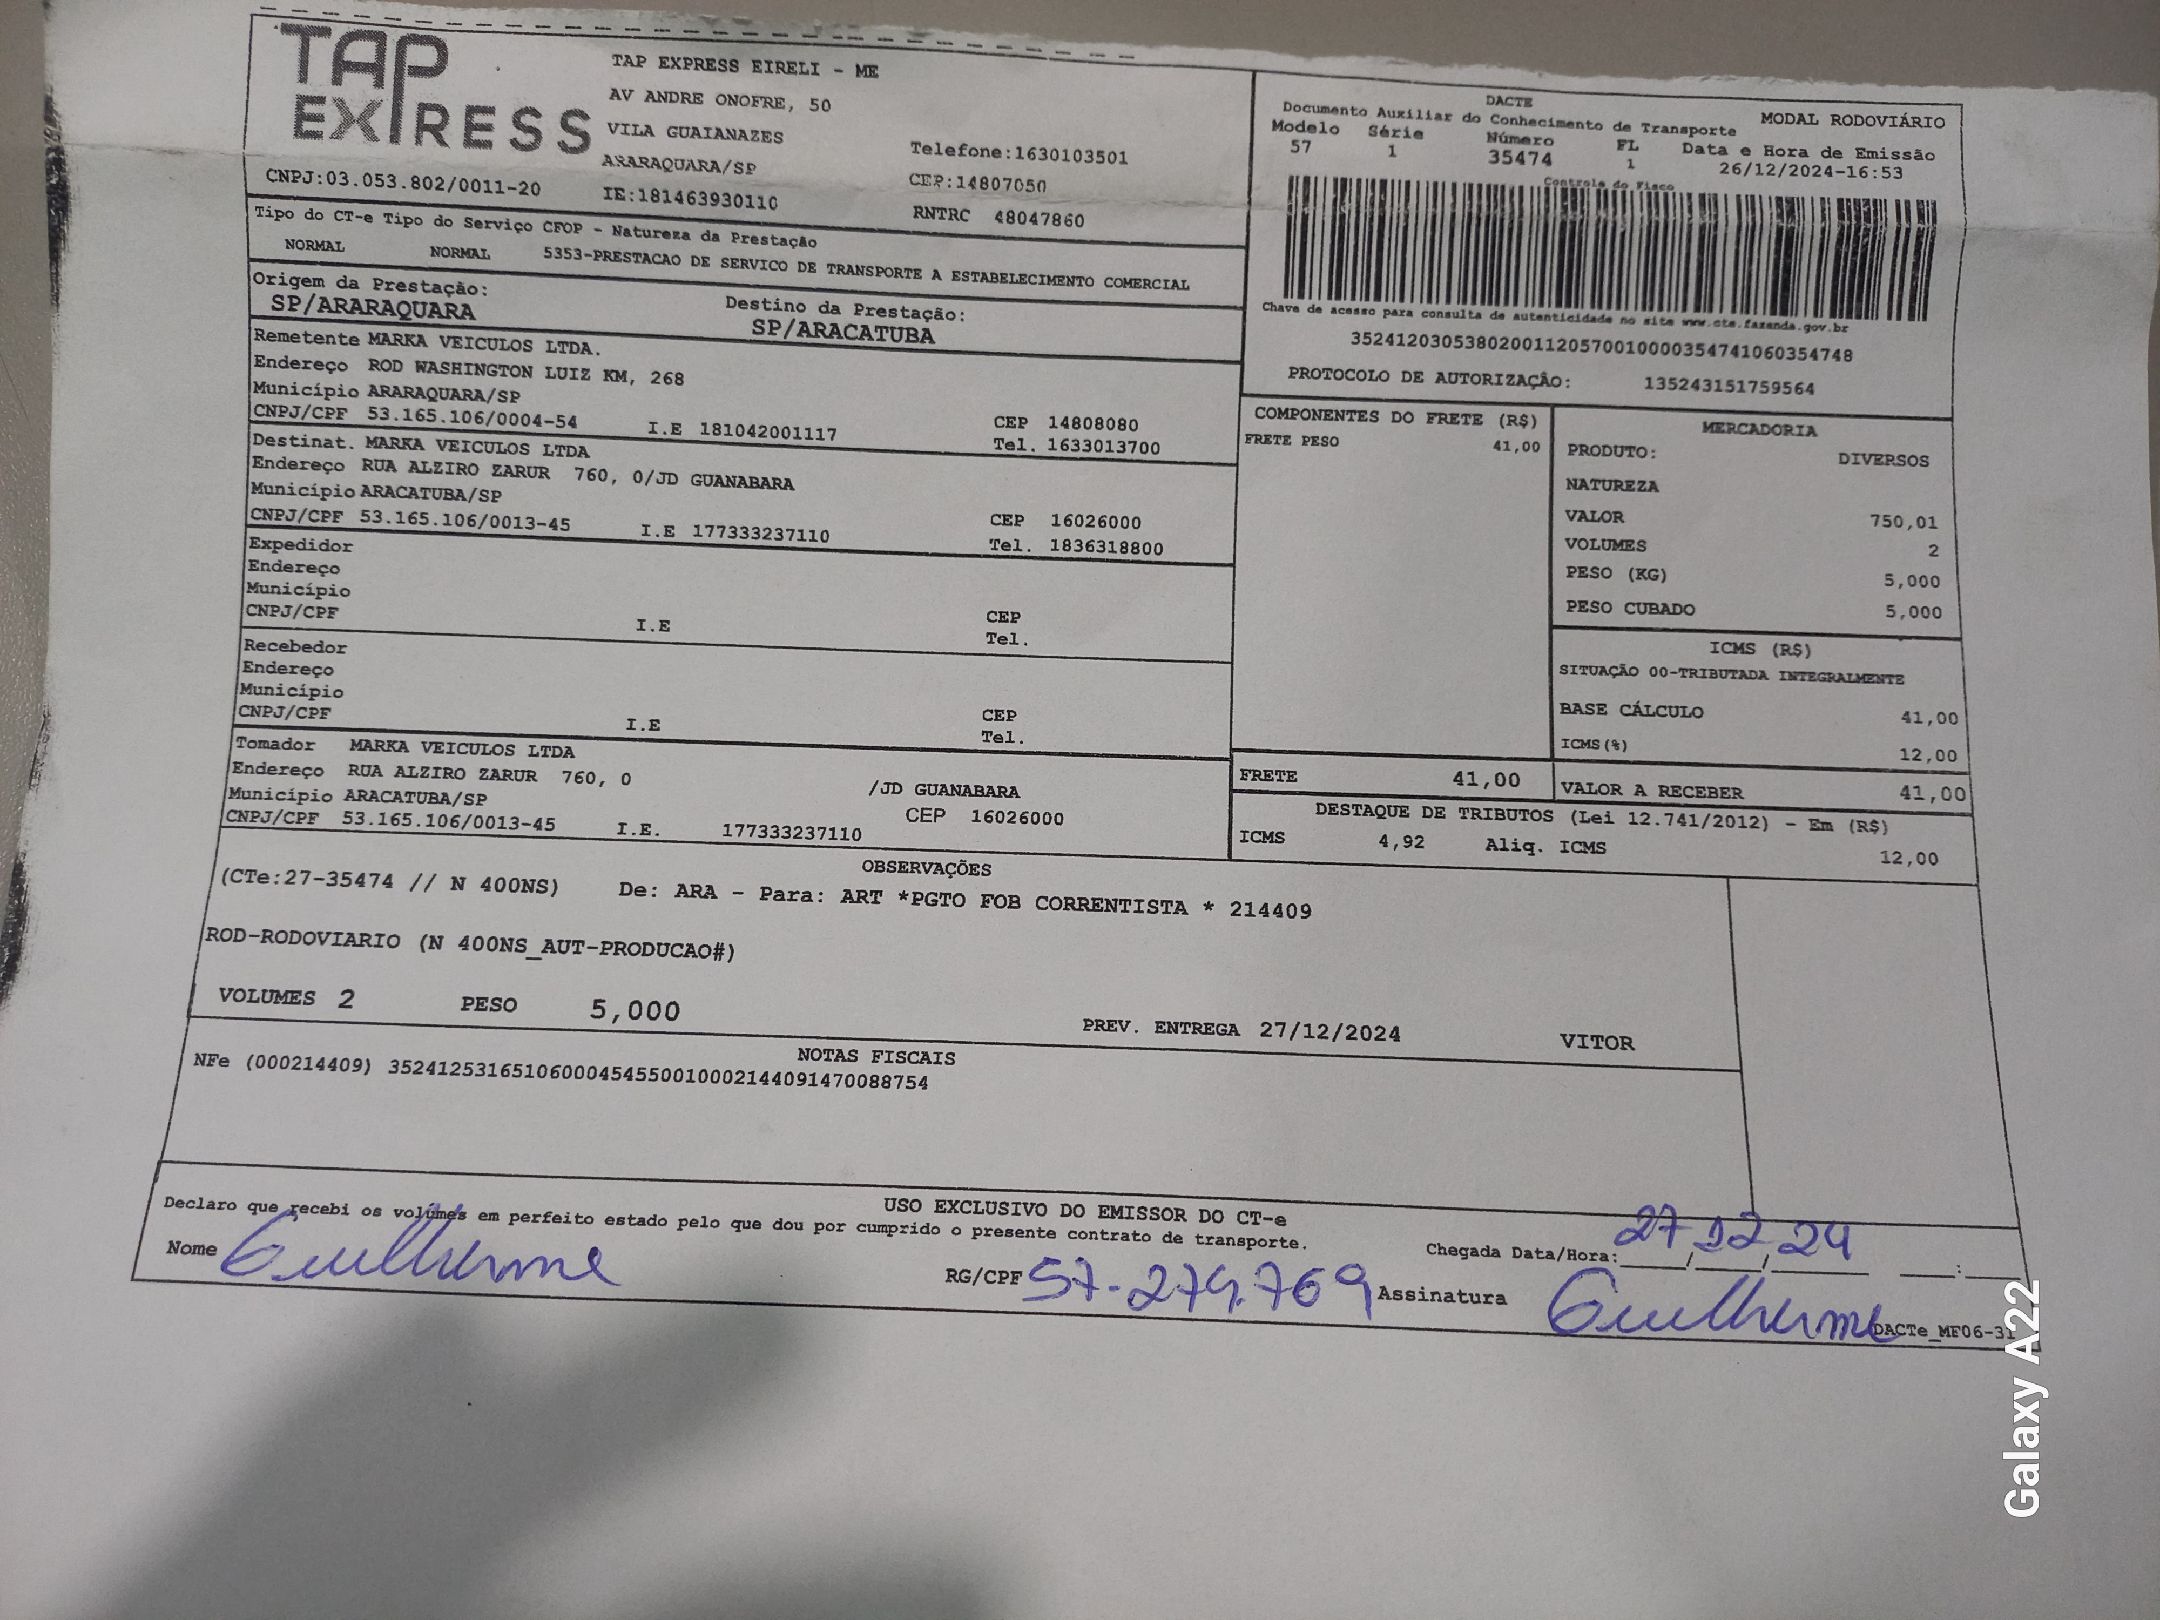 TAP EXPRESS
TAP EXPRESS EIRELI - ME
AV ANDRE ONOFRE, 50
VILA GUAIANAZES
ARARAQUARA/SP
Telefone:1630103501
CEP:14807050
CNPJ:03.053.802/0011-20 IE:181463930110 RNTRC 48047860
DACTE MODAL RODOVIÁRIO
Documento Auxiliar do Conhecimento de Transporte
Modelo Série Número FL Data e Hora de Emissão
57 1 35474 1 26/12/2024-16:53
Controle do Fisco
Chave de acesso para consulta de autenticidade no site www.cte.fazenda.gov.br
35241203053802001120570010000354741060354748
PROTOCOLO DE AUTORIZAÇÃO: 135243151759564
Tipo do CT-e Tipo do Serviço CFOP - Natureza da Prestação
NORMAL NORMAL 5353-PRESTACAO DE SERVICO DE TRANSPORTE A ESTABELECIMENTO COMERCIAL
Origem da Prestação: Destino da Prestação:
SP/ARARAQUARA SP/ARACATUBA
Remetente MARKA VEICULOS LTDA.
Endereço ROD WASHINGTON LUIZ KM, 268
Município ARARAQUARA/SP CEP 14808080
CNPJ/CPF 53.165.106/0004-54 I.E 181042001117 Tel. 1633013700
Destinat. MARKA VEICULOS LTDA
Endereço RUA ALZIRO ZARUR 760, 0/JD GUANABARA
Município ARACATUBA/SP CEP 16026000
CNPJ/CPF 53.165.106/0013-45 I.E 177333237110 Tel. 1836318800
Expedidor
Endereço
Município CEP
CNPJ/CPF I.E Tel.
Recebedor
Endereço
Município CEP
CNPJ/CPF I.E Tel.
Tomador MARKA VEICULOS LTDA
Endereço RUA ALZIRO ZARUR 760, 0 /JD GUANABARA
Município ARACATUBA/SP CEP 16026000
CNPJ/CPF 53.165.106/0013-45 I.E. 177333237110
COMPONENTES DO FRETE (R$)
FRETE PESO 41,00
MERCADORIA
PRODUTO: DIVERSOS
NATUREZA
VALOR 750,01
VOLUMES 2
PESO (KG) 5,000
PESO CUBADO 5,000
ICMS (R$)
SITUAÇÃO 00-TRIBUTADA INTEGRALMENTE
BASE CÁLCULO 41,00
ICMS(%) 12,00
FRETE 41,00 VALOR A RECEBER 41,00
DESTAQUE DE TRIBUTOS (Lei 12.741/2012) - Em (R$)
ICMS 4,92 Aliq. ICMS 12,00
OBSERVAÇÕES
(CTe:27-35474 // N 400NS) De: ARA - Para: ART *PGTO FOB CORRENTISTA * 214409
ROD-RODOVIARIO (N 400NS_AUT-PRODUCAO#)
VOLUMES 2 PESO 5,000 PREV. ENTREGA 27/12/2024 VITOR
NOTAS FISCAIS
NFe (000214409) 35241253165106000454550010002144091470088754
USO EXCLUSIVO DO EMISSOR DO CT-e
Declaro que recebi os volumes em perfeito estado pelo que dou por cumprido o presente contrato de transporte.
Nome Guilherme RG/CPF 57.274.769 Chegada Data/Hora: 27/12/24 __:__
Assinatura Guilherme
DACTe_MF06-31
Galaxy A22